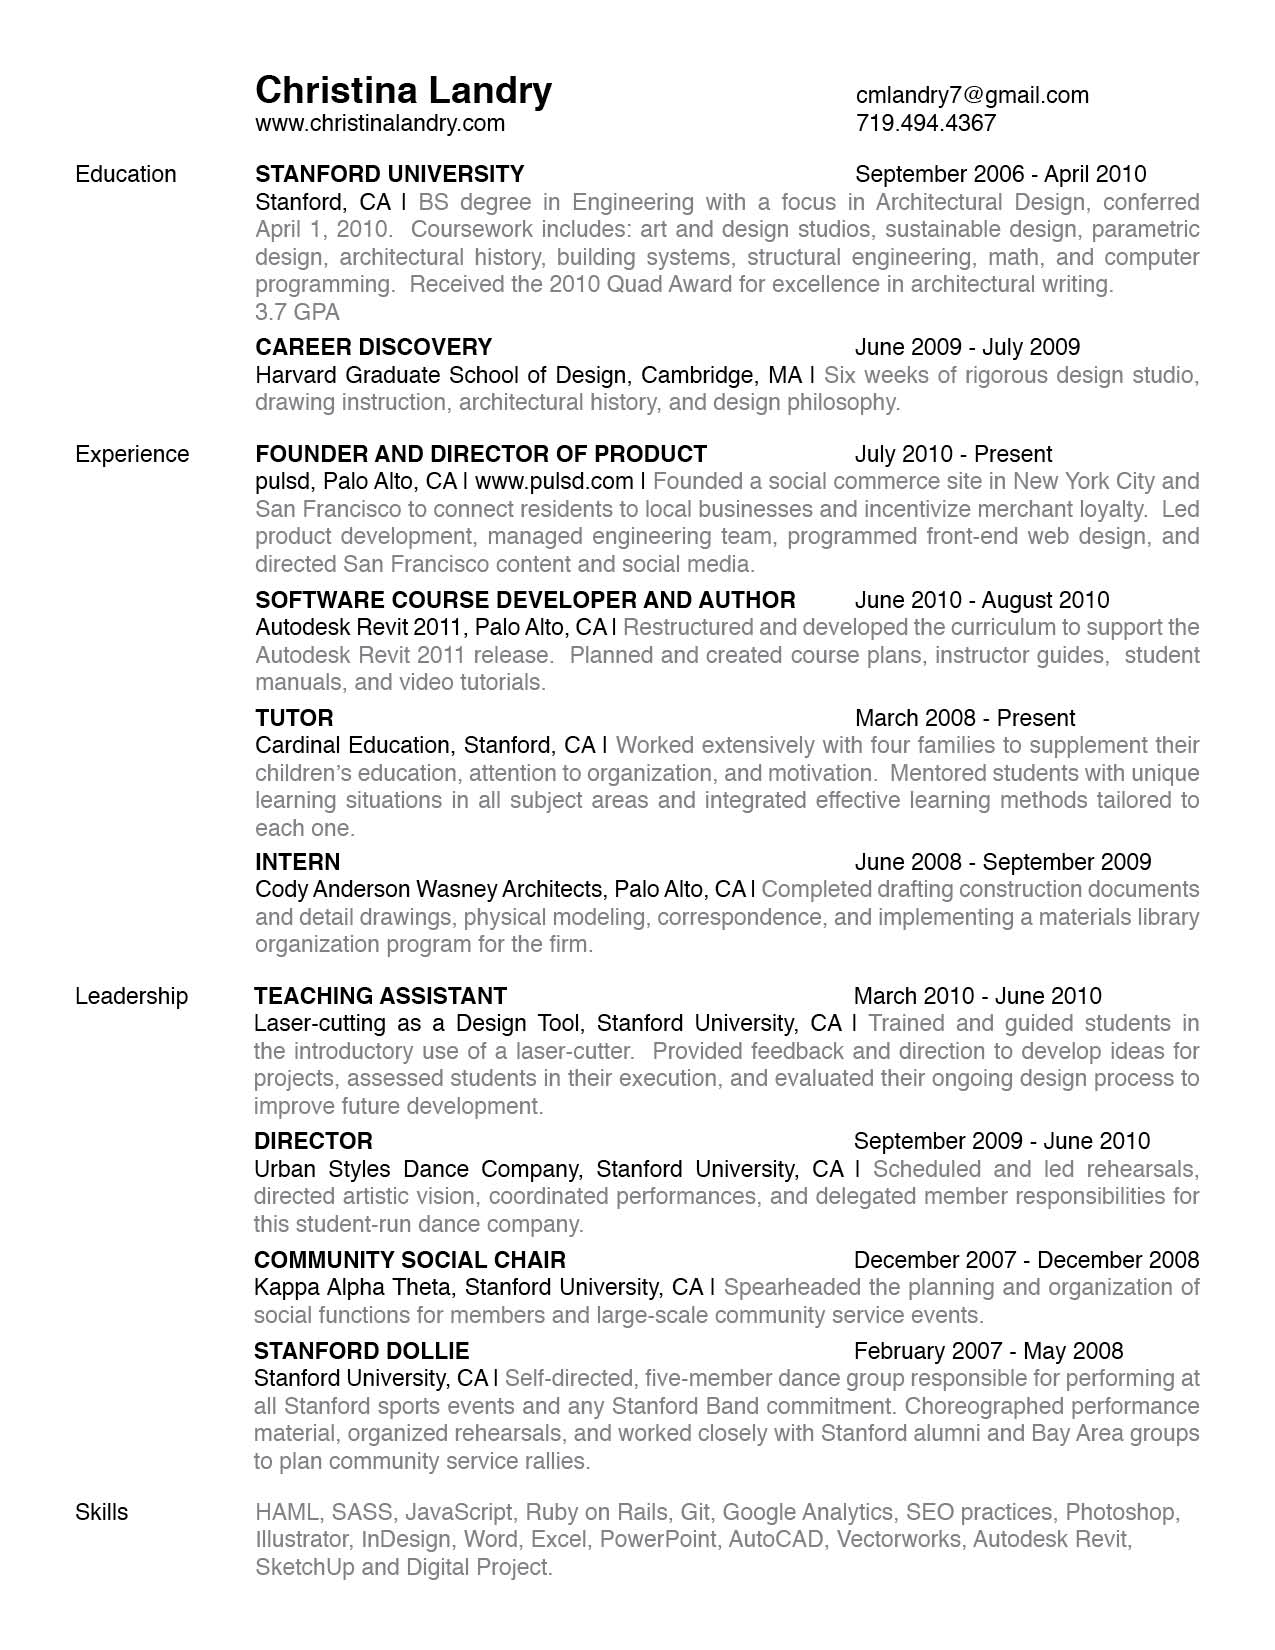 Christina Landry
cmlandry7@gmail.com
www.christinalandry.com
719.494.4367
Education
STANFORD UNIVERSITY
September 2006 - April 2010
Stanford, CA | BS degree in Engineering with a focus in Architectural Design, conferred
April 1, 2010. Coursework includes: art and design studios, sustainable design, parametric
design, architectural history, building systems, structural engineering, math, and computer
programming. Received the 2010 Quad Award for excellence in architectural writing.
3.7 GPA
CAREER DISCOVERY
June 2009 - July 2009
Harvard Graduate School of Design, Cambridge, MA | Six weeks of rigorous design studio,
drawing instruction, architectural history, and design philosophy.
Experience
FOUNDER AND DIRECTOR OF PRODUCT
July 2010 - Present
pulsd, Palo Alto, CA | www.pulsd.com | Founded a social commerce site in New York City and
San Francisco to connect residents to local businesses and incentivize merchant loyalty. Led
product development, managed engineering team, programmed front-end web design, and
directed San Francisco content and social media.
SOFTWARE COURSE DEVELOPER AND AUTHOR
June 2010 - August 2010
Autodesk Revit 2011, Palo Alto, CA | Restructured and developed the curriculum to support the
Autodesk Revit 2011 release. Planned and created course plans, instructor guides, student
manuals, and video tutorials.
TUTOR
March 2008 - Present
Cardinal Education, Stanford, CA | Worked extensively with four families to supplement their
children's education, attention to organization, and motivation. Mentored students with unique
learning situations in all subject areas and integrated effective learning methods tailored to
each one.
INTERN
June 2008 - September 2009
Cody Anderson Wasney Architects, Palo Alto, CA | Completed drafting construction documents
and detail drawings, physical modeling, correspondence, and implementing a materials library
organization program for the firm.
Leadership
TEACHING ASSISTANT
March 2010 - June 2010
Laser-cutting as a Design Tool, Stanford University, CA | Trained and guided students in
the introductory use of a laser-cutter. Provided feedback and direction to develop ideas for
projects, assessed students in their execution, and evaluated their ongoing design process to
improve future development.
DIRECTOR
September 2009 - June 2010
Urban Styles Dance Company, Stanford University, CA | Scheduled and led rehearsals,
directed artistic vision, coordinated performances, and delegated member responsibilities for
this student-run dance company.
COMMUNITY SOCIAL CHAIR
December 2007 - December 2008
Kappa Alpha Theta, Stanford University, CA | Spearheaded the planning and organization of
social functions for members and large-scale community service events.
STANFORD DOLLIE
February 2007 - May 2008
Stanford University, CA | Self-directed, five-member dance group responsible for performing at
all Stanford sports events and any Stanford Band commitment. Choreographed performance
material, organized rehearsals, and worked closely with Stanford alumni and Bay Area groups
to plan community service rallies.
Skills
HAML, SASS, JavaScript, Ruby on Rails, Git, Google Analytics, SEO practices, Photoshop,
Illustrator, InDesign, Word, Excel, PowerPoint, AutoCAD, Vectorworks, Autodesk Revit,
SketchUp and Digital Project.